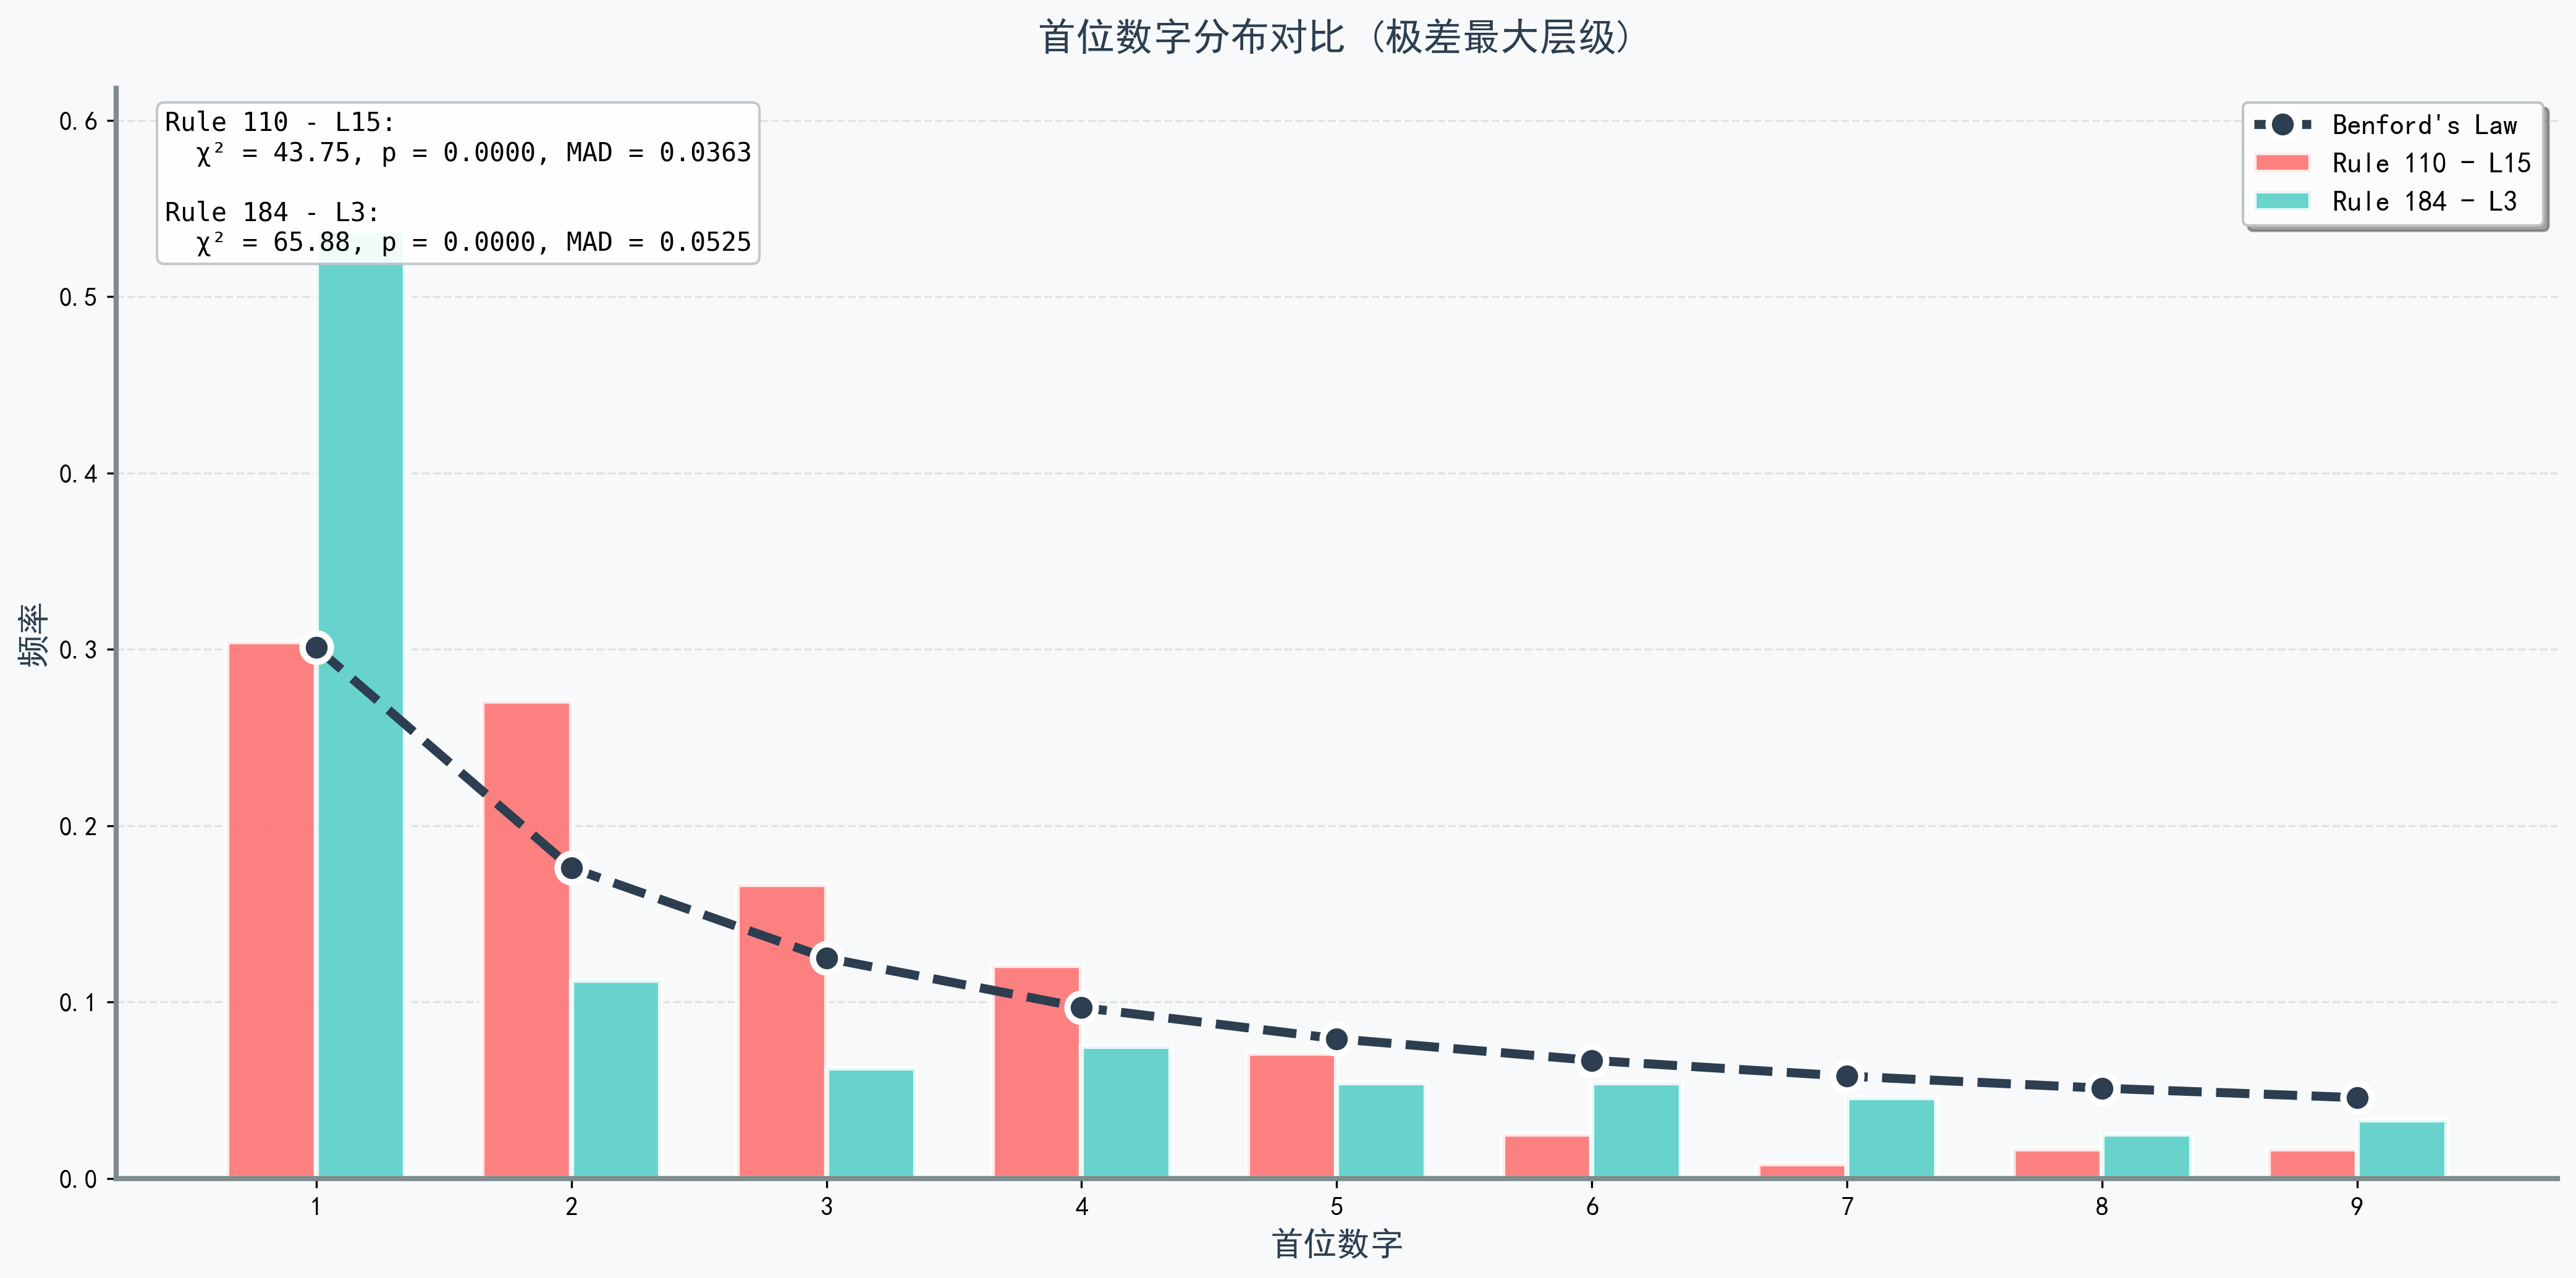 首位数字分布对比 (极差最大层级)
Rule 110 - L15:
χ² = 43.75, p = 0.0000, MAD = 0.0363
Rule 184 - L3:
χ² = 65.88, p = 0.0000, MAD = 0.0525
Benford's Law
Rule 110 - L15
Rule 184 - L3
频率
0.6
0.5
0.4
0.3
0.2
0.1
0.0
1 2 3 4 5 6 7 8 9
首位数字